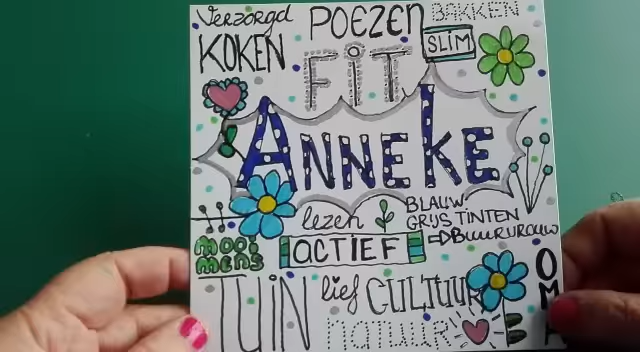 Verzorgd POEZEN BAKKEN
KOKEN FiT SLIM
ANNEKE
lezen BLAUW
GRIJS TINTEN
mooi mens ACTIEF BUURVROUW
TUiN lief CULTUUR OMA
natuur